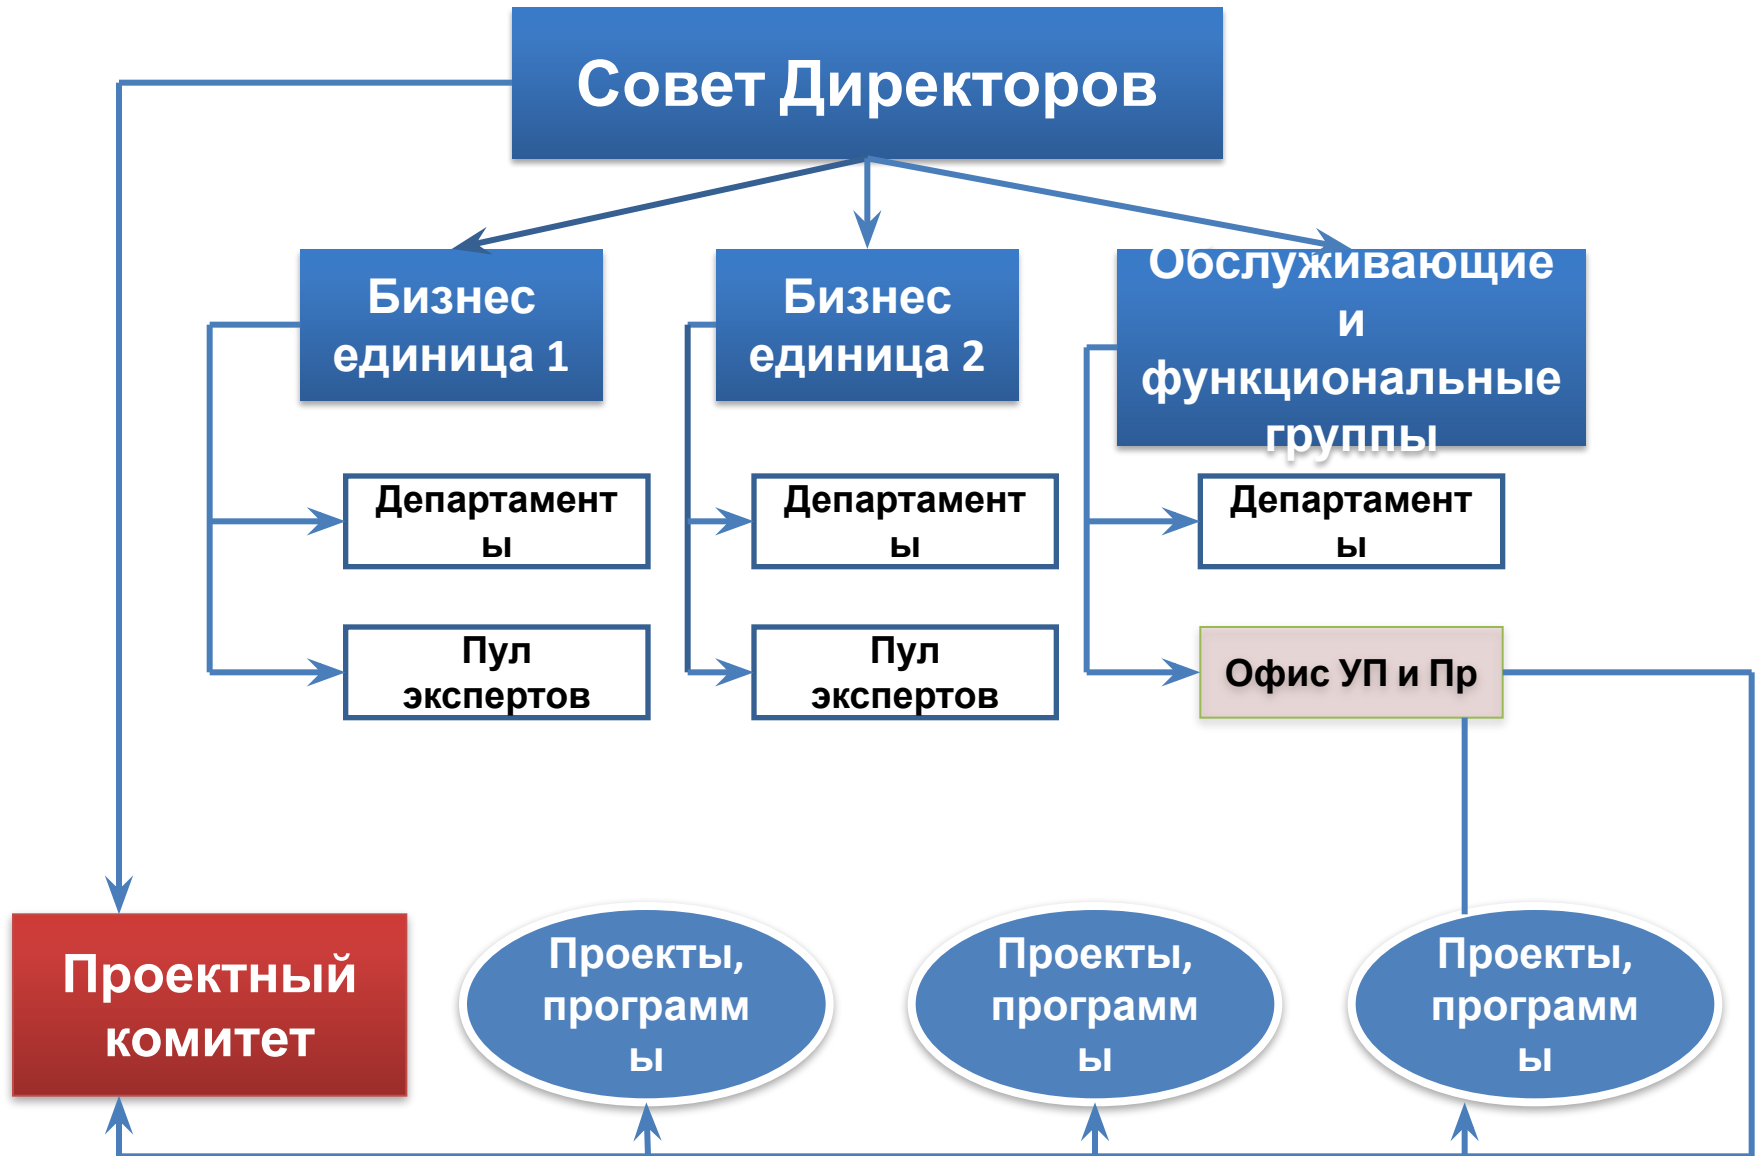 Совет Директоров
Бизнес
единица 1
Бизнес
единица 2
Обслуживающие
и
функциональные
группы
Департамент
ы
Департамент
ы
Департамент
ы
Пул
экспертов
Пул
экспертов
Офис УП и Пр
Проектный
комитет
Проекты,
программ
ы
Проекты,
программ
ы
Проекты,
программ
ы